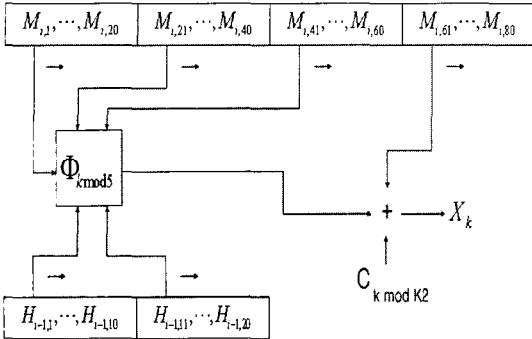 M_{i,1},⋯,M_{i,20} M_{i,21},⋯,M_{i,40} M_{i,41},⋯,M_{i,60} M_{i,61},⋯,M_{i,80}
Φ_{k mod 5}
+ X_k
C_{k mod K2}
H_{i-1,1},⋯,H_{i-1,10} H_{i-1,11},⋯,H_{i-1,20}